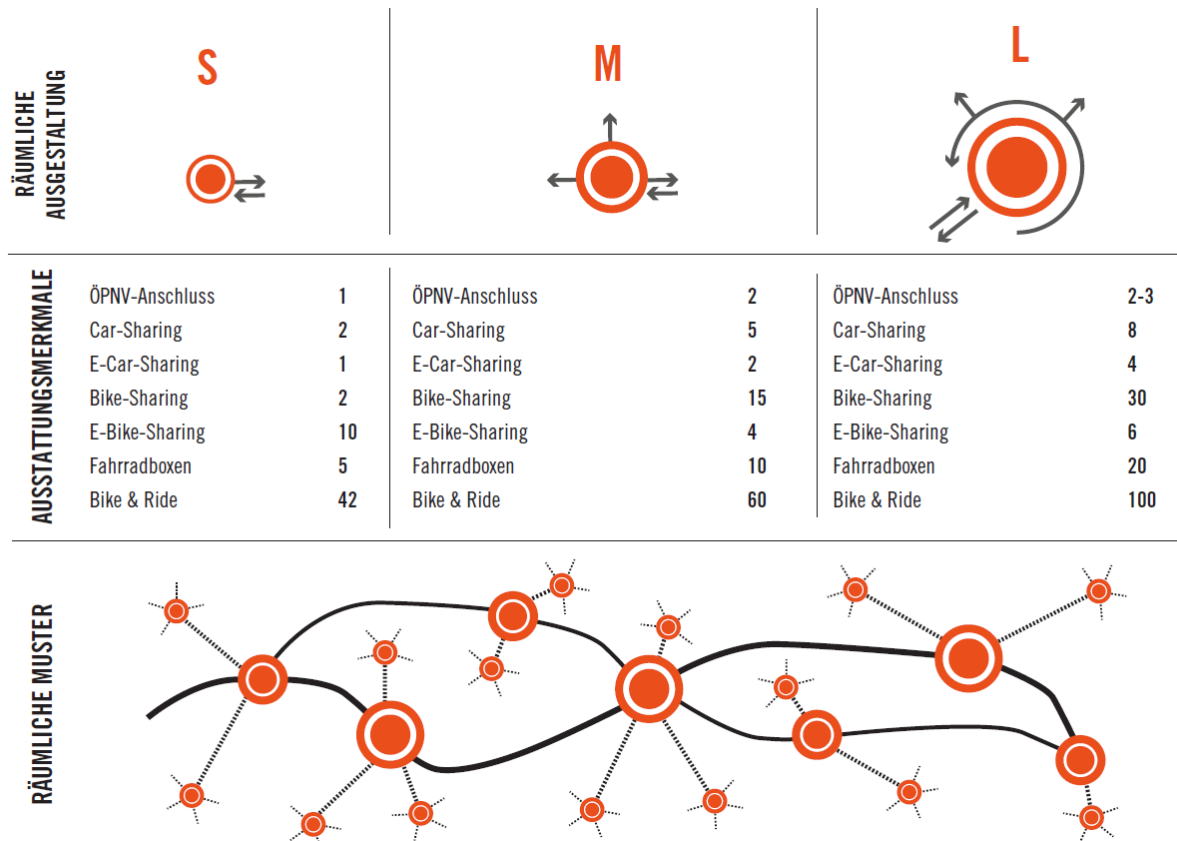 RÄUMLICHE
AUSGESTALTUNG
S
M
L
AUSSTATTUNGSMERKMALE
ÖPNV-Anschluss 1
Car-Sharing 2
E-Car-Sharing 1
Bike-Sharing 2
E-Bike-Sharing 10
Fahrradboxen 5
Bike & Ride 42
ÖPNV-Anschluss 2
Car-Sharing 5
E-Car-Sharing 2
Bike-Sharing 15
E-Bike-Sharing 4
Fahrradboxen 10
Bike & Ride 60
ÖPNV-Anschluss 2-3
Car-Sharing 8
E-Car-Sharing 4
Bike-Sharing 30
E-Bike-Sharing 6
Fahrradboxen 20
Bike & Ride 100
RÄUMLICHE MUSTER